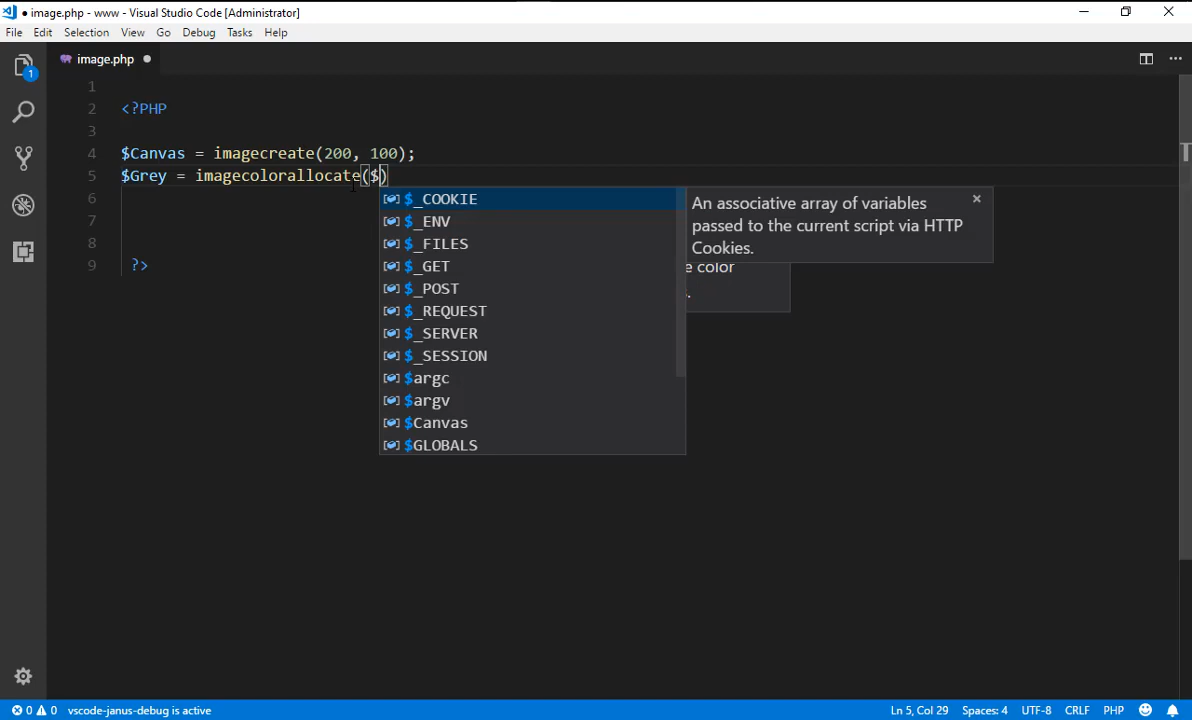 ● image.php - www - Visual Studio Code [Administrator]
File Edit Selection View Go Debug Tasks Help
1
image.php ●
1
2 <?PHP
3
4 $Canvas = imagecreate(200, 100);
5 $Grey = imagecolorallocate($)
6
7
8
9 ?>
$_COOKIE
$_ENV
$_FILES
$_GET
$_POST
$_REQUEST
$_SERVER
$_SESSION
$argc
$argv
$Canvas
$GLOBALS
An associative array of variables
passed to the current script via HTTP
Cookies.
e color
.
0 0 vscode-janus-debug is active Ln 5, Col 29 Spaces: 4 UTF-8 CRLF PHP